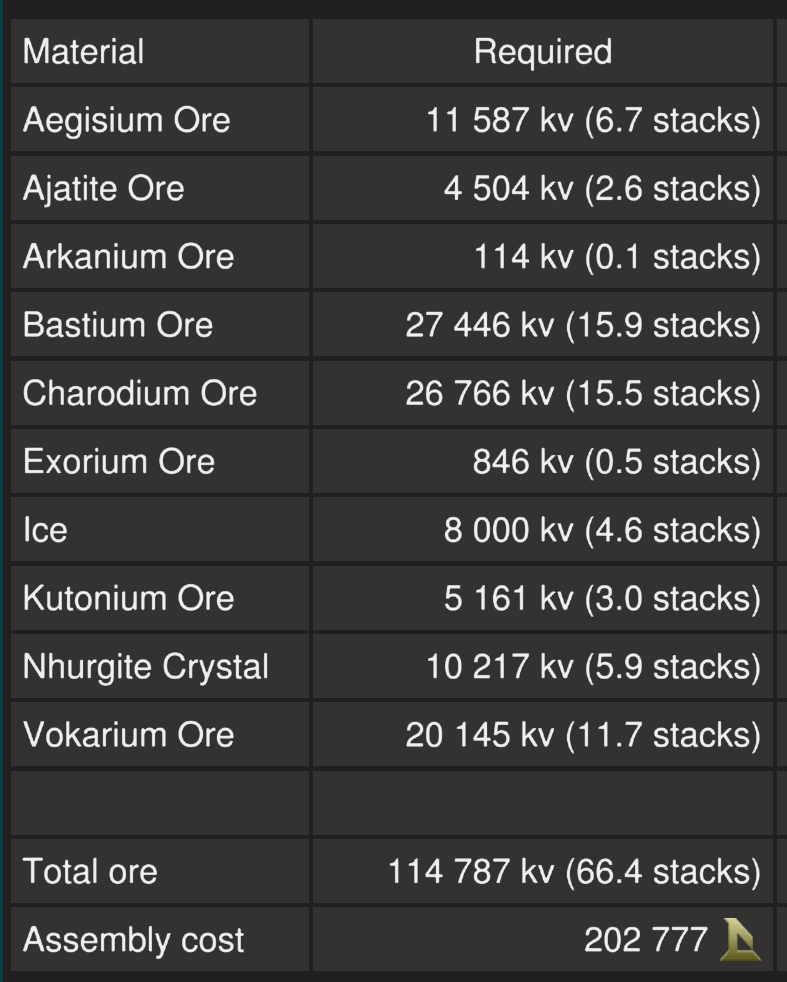 Material Required
Aegisium Ore 11 587 kv (6.7 stacks)
Ajatite Ore 4 504 kv (2.6 stacks)
Arkanium Ore 114 kv (0.1 stacks)
Bastium Ore 27 446 kv (15.9 stacks)
Charodium Ore 26 766 kv (15.5 stacks)
Exorium Ore 846 kv (0.5 stacks)
Ice 8 000 kv (4.6 stacks)
Kutonium Ore 5 161 kv (3.0 stacks)
Nhurgite Crystal 10 217 kv (5.9 stacks)
Vokarium Ore 20 145 kv (11.7 stacks)
Total ore 114 787 kv (66.4 stacks)
Assembly cost 202 777